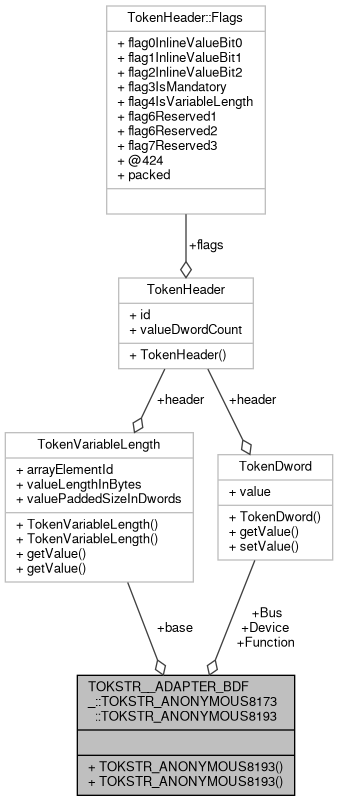 TokenHeader::Flags
+ flag0InlineValueBit0
+ flag1InlineValueBit1
+ flag2InlineValueBit2
+ flag3IsMandatory
+ flag4IsVariableLength
+ flag6Reserved1
+ flag6Reserved2
+ flag7Reserved3
+ @424
+ packed
+flags
TokenHeader
+ id
+ valueDwordCount
+ TokenHeader()
+header
+header
TokenVariableLength
+ arrayElementId
+ valueLengthInBytes
+ valuePaddedSizeInDwords
+ TokenVariableLength()
+ TokenVariableLength()
+ getValue()
+ getValue()
TokenDword
+ value
+ TokenDword()
+ getValue()
+ setValue()
+base
+Bus
+Device
+Function
TOKSTR__ADAPTER_BDF
_::TOKSTR_ANONYMOUS8173
::TOKSTR_ANONYMOUS8193
+ TOKSTR_ANONYMOUS8193()
+ TOKSTR_ANONYMOUS8193()